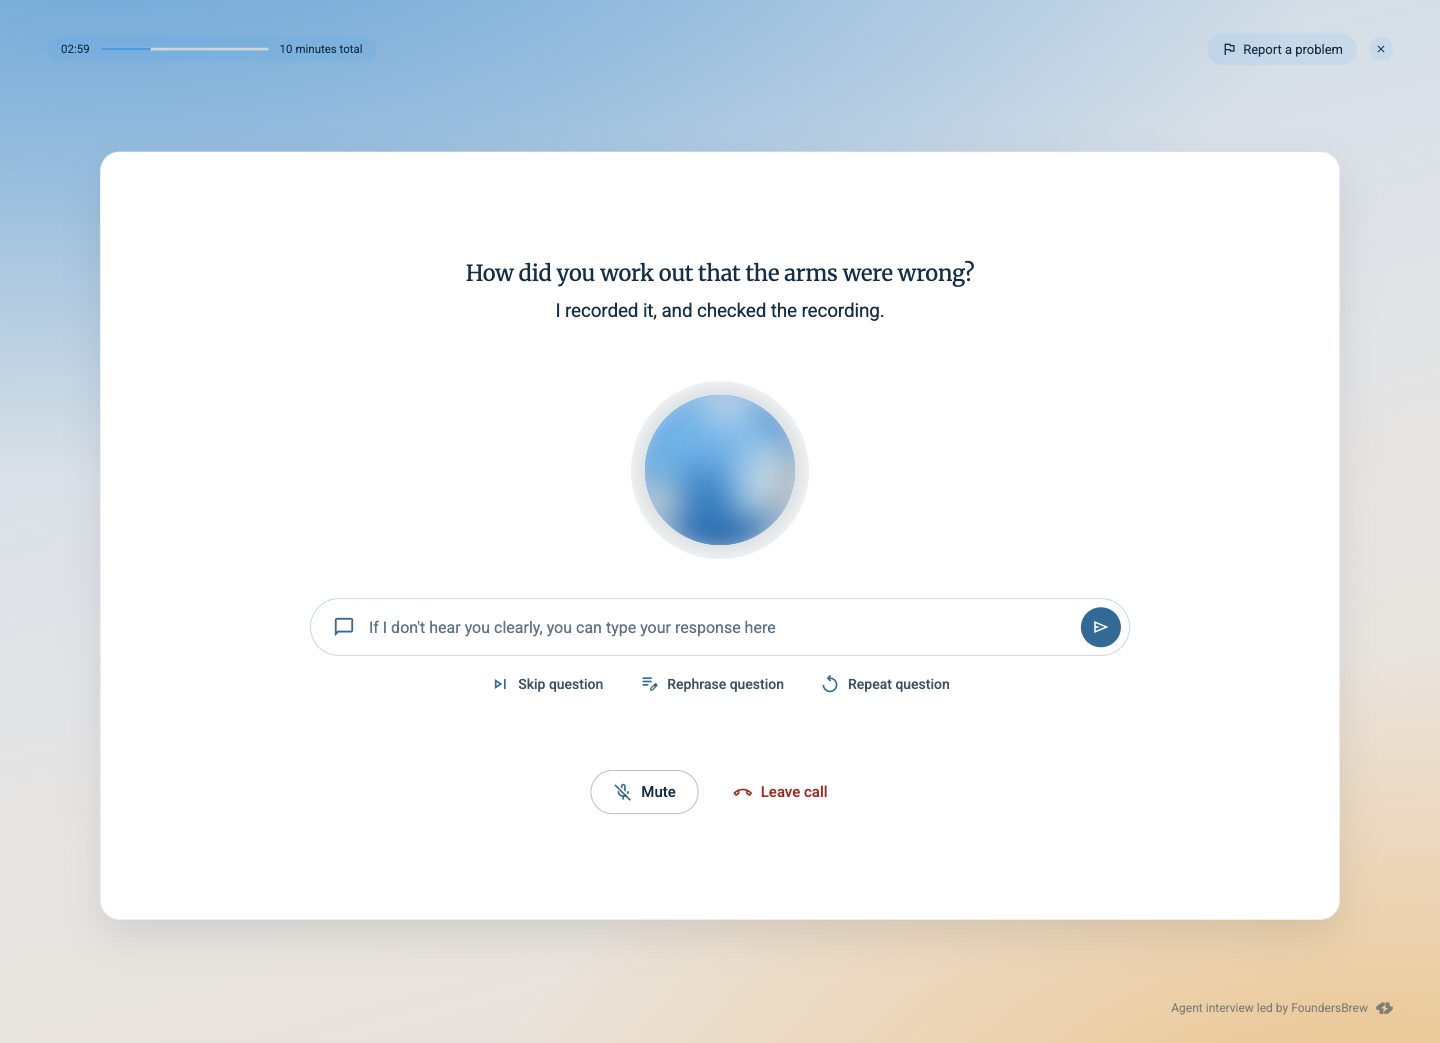 02:59
10 minutes total
Report a problem
How did you work out that the arms were wrong?
I recorded it, and checked the recording.
If I don't hear you clearly, you can type your response here
Skip question
Rephrase question
Repeat question
Mute
Leave call
Agent interview led by FoundersBrew